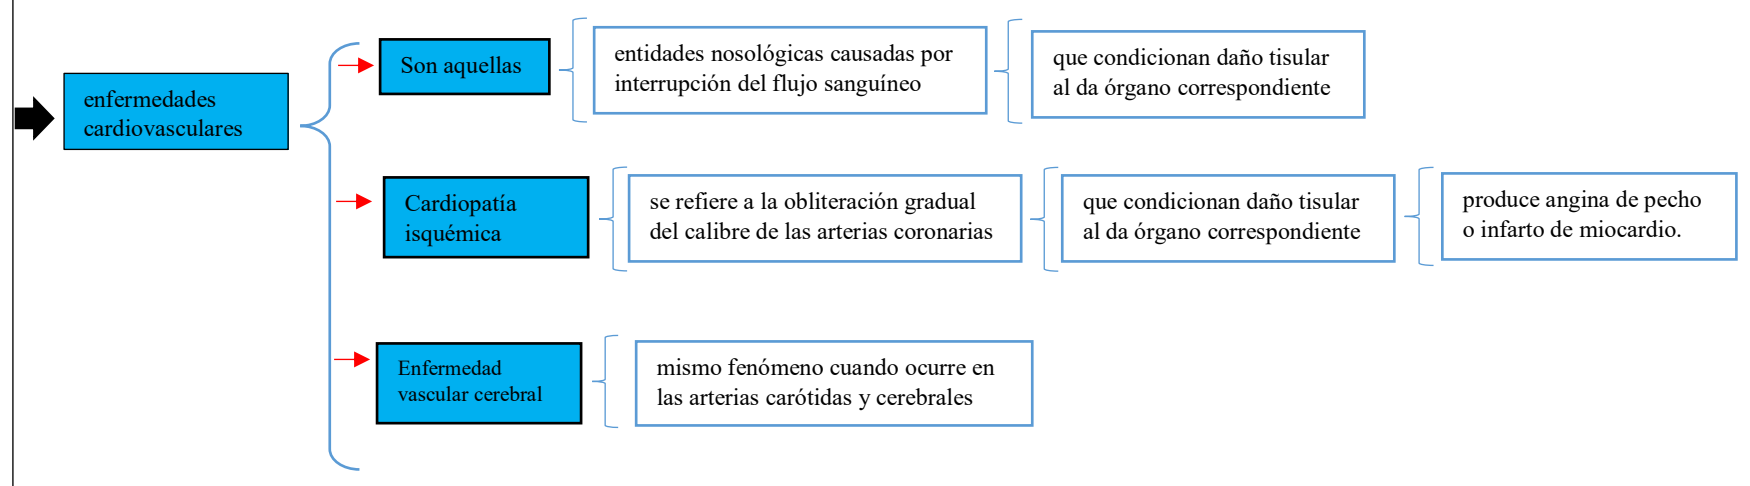 enfermedades
cardiovasculares
Son aquellas
entidades nosológicas causadas por
interrupción del flujo sanguíneo
que condicionan daño tisular
al da órgano correspondiente
Cardiopatía
isquémica
se refiere a la obliteración gradual
del calibre de las arterias coronarias
que condicionan daño tisular
al da órgano correspondiente
produce angina de pecho
o infarto de miocardio.
Enfermedad
vascular cerebral
mismo fenómeno cuando ocurre en
las arterias carótidas y cerebrales